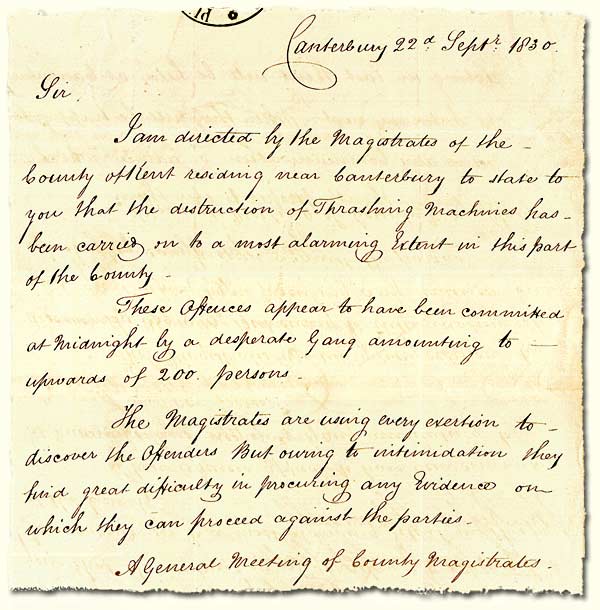 Canterbury 22d Septr 1830.
Sir,
I am directed by the Magistrates of the
County of Kent residing near Canterbury to state to
you that the destruction of Thrashing Machines has
been carried on to a most alarming Extent in this part
of the County
These Offences appear to have been committed
at Midnight by a desperate Gang amounting to
upwards of 200 persons.
The Magistrates are using every exertion to
discover the Offenders But owing to intimidation they
find great difficulty in procuring any Evidence on
which they can proceed against the parties.
A General Meeting of County Magistrates.